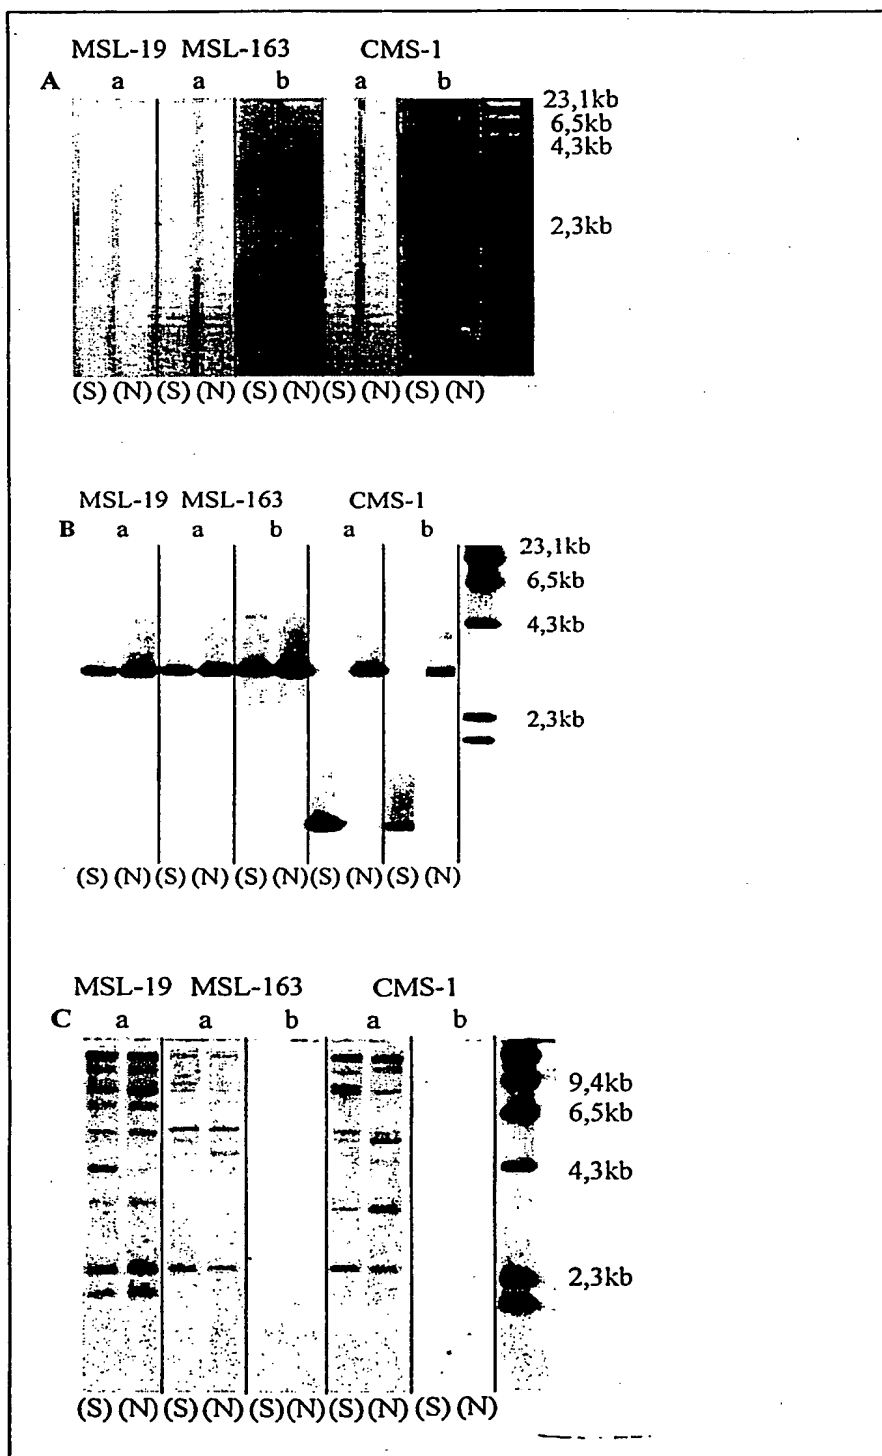 MSL-19 MSL-163 CMS-1
A a a b a b
23,1kb
6,5kb
4,3kb
2,3kb
(S) (N) (S) (N) (S) (N) (S) (N) (S) (N)
MSL-19 MSL-163 CMS-1
B a a b a b
23,1kb
6,5kb
4,3kb
2,3kb
(S) (N) (S) (N) (S) (N) (S) (N) (S) (N)
MSL-19 MSL-163 CMS-1
C a a b a b
9,4kb
6,5kb
4,3kb
2,3kb
(S) (N) (S) (N) (S) (N) (S) (N) (S) (N)